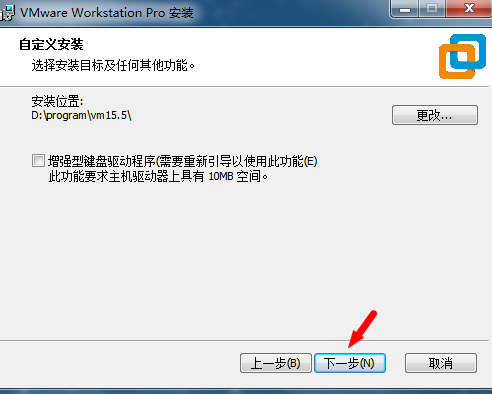 VMware Workstation Pro 安装
自定义安装
选择安装目标及任何其他功能。
安装位置:
D:\program\vm15.5\
更改...
增强型键盘驱动程序(需要重新引导以使用此功能(E)
此功能要求主机驱动器上具有 10MB 空间。
上一步(B)
下一步(N)
取消